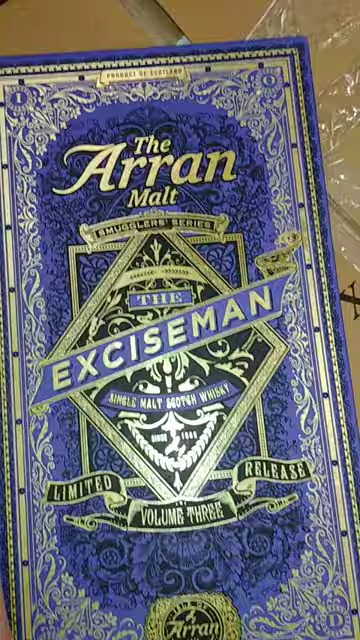 PRODUCT OF SCOTLAND
The
Arran
Malt
SMUGGLERS' SERIES
THE
EXCISEMAN
SINGLE MALT SCOTCH WHISKY
SINCE
LIMITED
RELEASE
VOLUME THREE
Arran